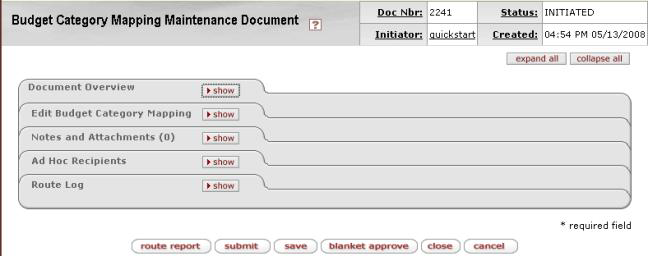 Budget Category Mapping Maintenance Document ?
Doc Nbr: 2241 Status: INITIATED
Initiator: quickstart Created: 04:54 PM 05/13/2008
expand all collapse all
Document Overview show
Edit Budget Category Mapping show
Notes and Attachments (0) show
Ad Hoc Recipients show
Route Log show
* required field
route report submit save blanket approve close cancel